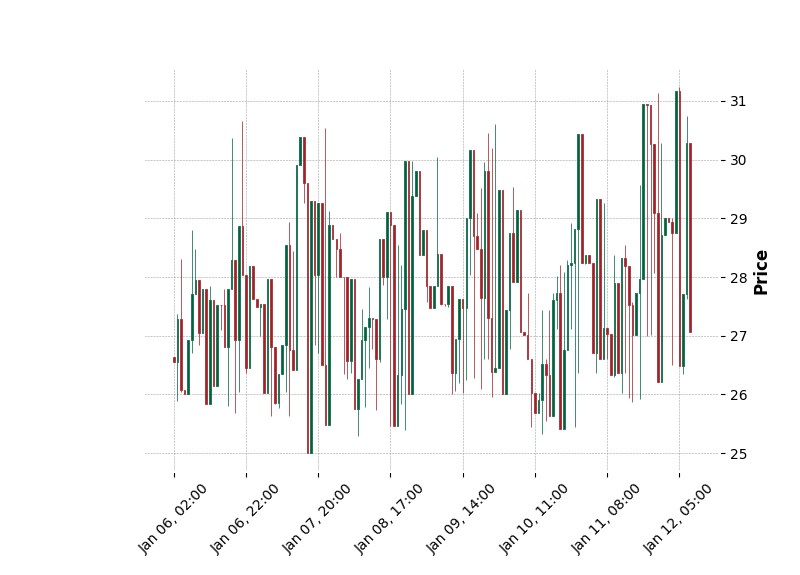 31
30
29
28
27
26
25
Price
Jan 06, 02:00
Jan 06, 22:00
Jan 07, 20:00
Jan 08, 17:00
Jan 09, 14:00
Jan 10, 11:00
Jan 11, 08:00
Jan 12, 05:00